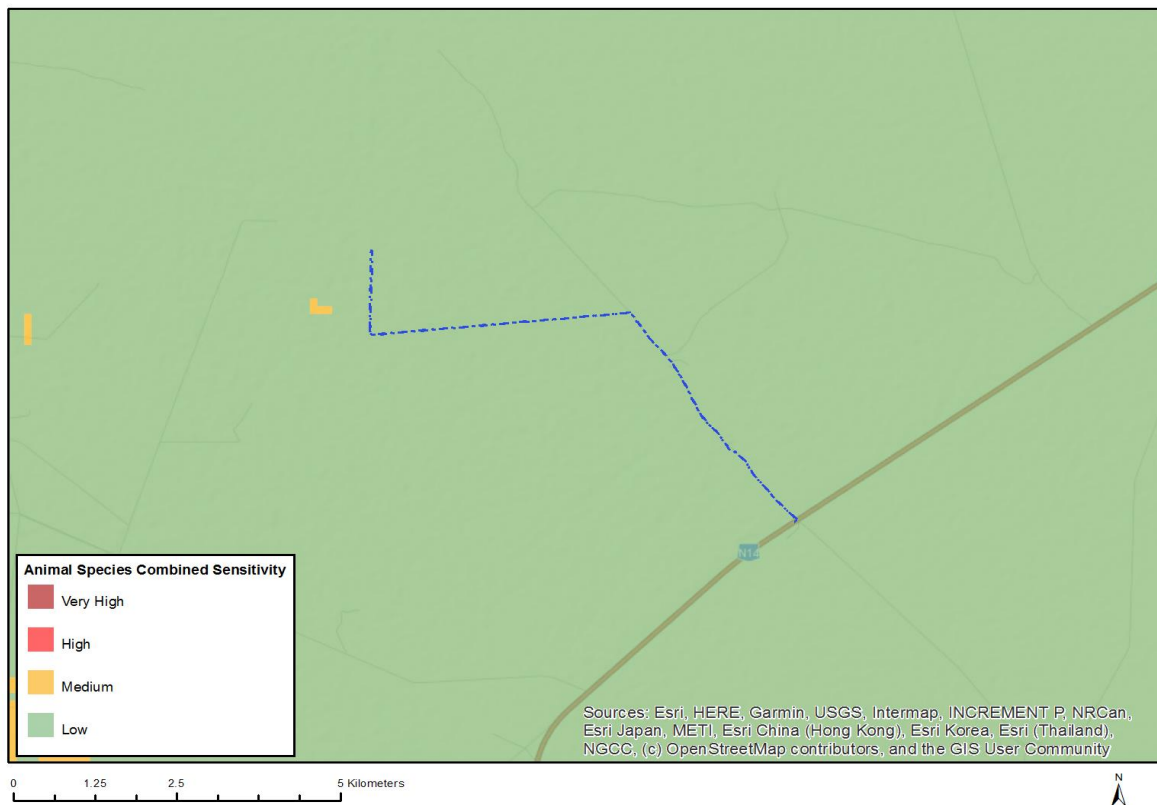 N14
Animal Species Combined Sensitivity
Very High
High
Medium
Low
Sources: Esri, HERE, Garmin, USGS, Intermap, INCREMENT P, NRCan,
Esri Japan, METI, Esri China (Hong Kong), Esri Korea, Esri (Thailand),
NGCC, (c) OpenStreetMap contributors, and the GIS User Community
0 1.25 2.5 5 Kilometers
N